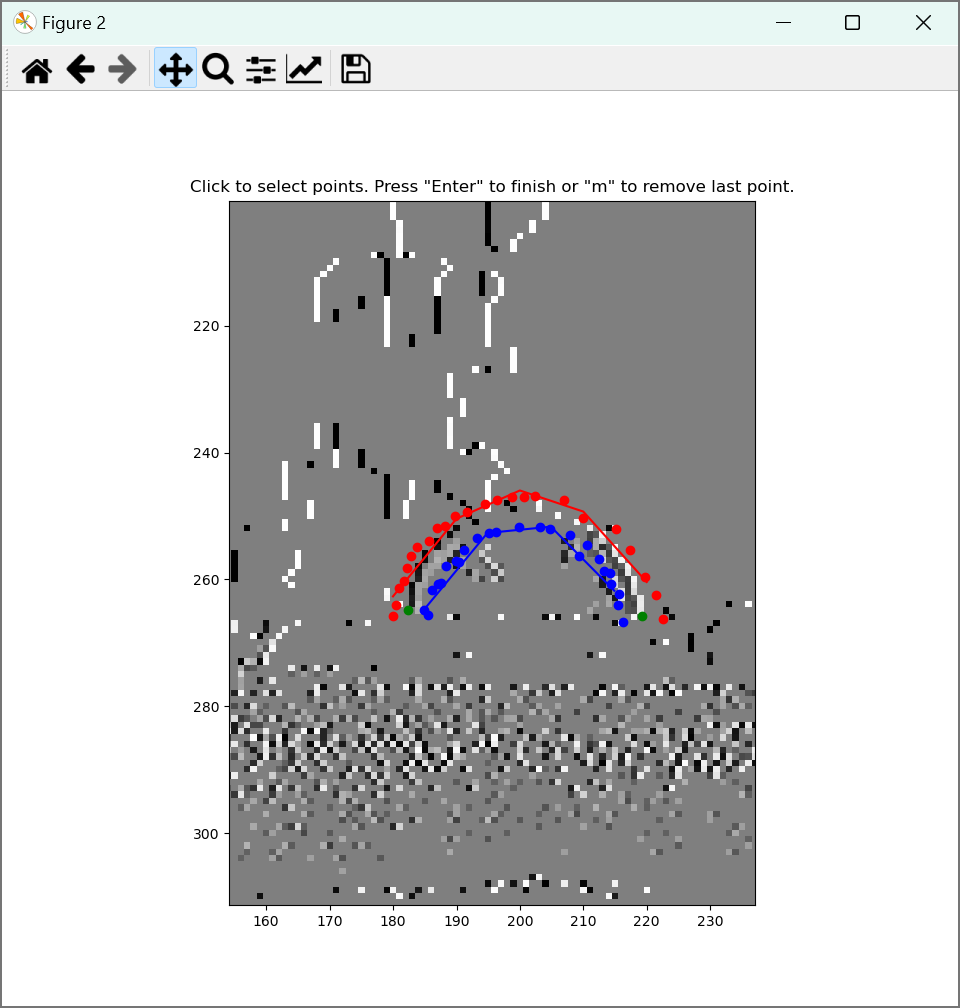 Figure 2
Click to select points. Press "Enter" to finish or "m" to remove last point.
220
240
260
280
300
160 170 180 190 200 210 220 230